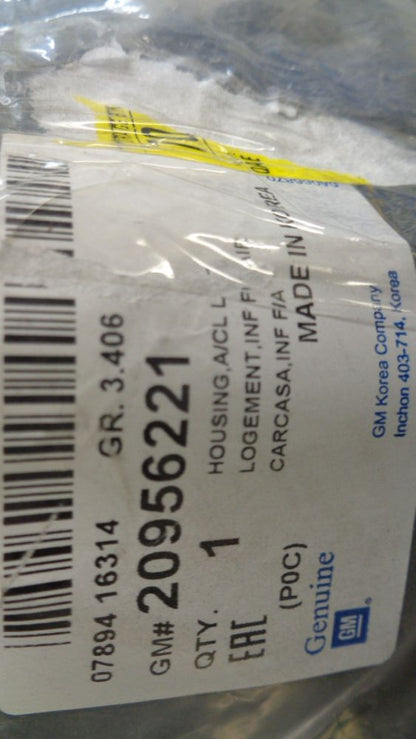 07894 16314 GR. 3.406
GM# 20956221
QTY. 1
HOUSING,A/CL L
LOGEMENT,INF
CARCASA,INF F/A
EAC
(P0C)
MADE IN KOREA
Genuine
GM
GM Korea Company
Inchon 403-714, Korea